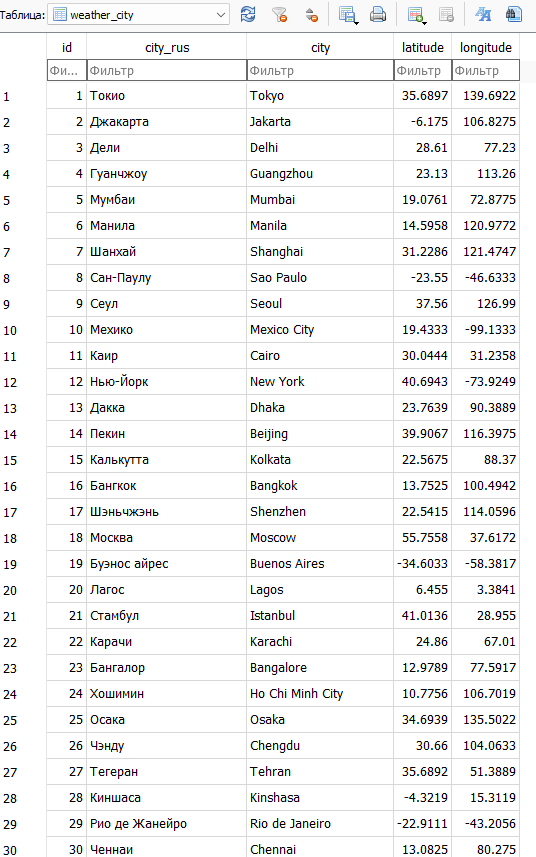 Таблица: weather_city
id city_rus city latitude longitude
Фи... Фильтр Фильтр Фильтр Фильтр
1 1 Токио Tokyo 35.6897 139.6922
2 2 Джакарта Jakarta -6.175 106.8275
3 3 Дели Delhi 28.61 77.23
4 4 Гуанчжоу Guangzhou 23.13 113.26
5 5 Мумбаи Mumbai 19.0761 72.8775
6 6 Манила Manila 14.5958 120.9772
7 7 Шанхай Shanghai 31.2286 121.4747
8 8 Сан-Паулу Sao Paulo -23.55 -46.6333
9 9 Сеул Seoul 37.56 126.99
10 10 Мехико Mexico City 19.4333 -99.1333
11 11 Каир Cairo 30.0444 31.2358
12 12 Нью-Йорк New York 40.6943 -73.9249
13 13 Дакка Dhaka 23.7639 90.3889
14 14 Пекин Beijing 39.9067 116.3975
15 15 Калькутта Kolkata 22.5675 88.37
16 16 Бангкок Bangkok 13.7525 100.4942
17 17 Шэньчжэнь Shenzhen 22.5415 114.0596
18 18 Москва Moscow 55.7558 37.6172
19 19 Буэнос айрес Buenos Aires -34.6033 -58.3817
20 20 Лагос Lagos 6.455 3.3841
21 21 Стамбул Istanbul 41.0136 28.955
22 22 Карачи Karachi 24.86 67.01
23 23 Бангалор Bangalore 12.9789 77.5917
24 24 Хошимин Ho Chi Minh City 10.7756 106.7019
25 25 Осака Osaka 34.6939 135.5022
26 26 Чэнду Chengdu 30.66 104.0633
27 27 Тегеран Tehran 35.6892 51.3889
28 28 Киншаса Kinshasa -4.3219 15.3119
29 29 Рио де Жанейро Rio de Janeiro -22.9111 -43.2056
30 30 Ченнаи Chennai 13.0825 80.275